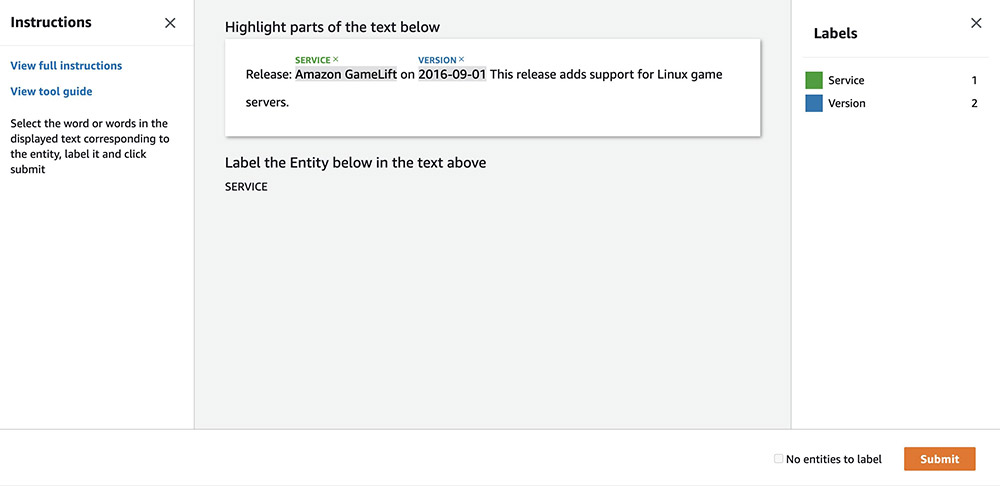 Instructions ×
View full instructions
View tool guide
Select the word or words in the
displayed text corresponding to
the entity, label it and click
submit
Highlight parts of the text below
SERVICE × VERSION ×
Release: Amazon GameLift on 2016-09-01 This release adds support for Linux game
servers.
Label the Entity below in the text above
SERVICE
Labels ×
Service 1
Version 2
No entities to label Submit